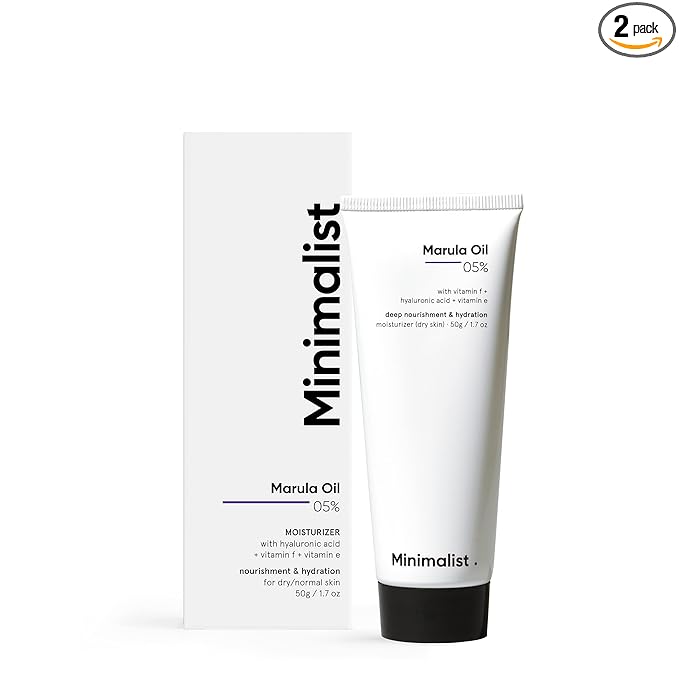 2 pack
Minimalist
Marula Oil
05%
MOISTURIZER
with hyaluronic acid
+ vitamin f + vitamin e
nourishment & hydration
for dry/normal skin
50g / 1.7 oz
Marula Oil
05%
with vitamin f +
hyaluronic acid + vitamin e
deep nourishment & hydration
moisturizer (dry skin) · 50g / 1.7 oz
Minimalist .